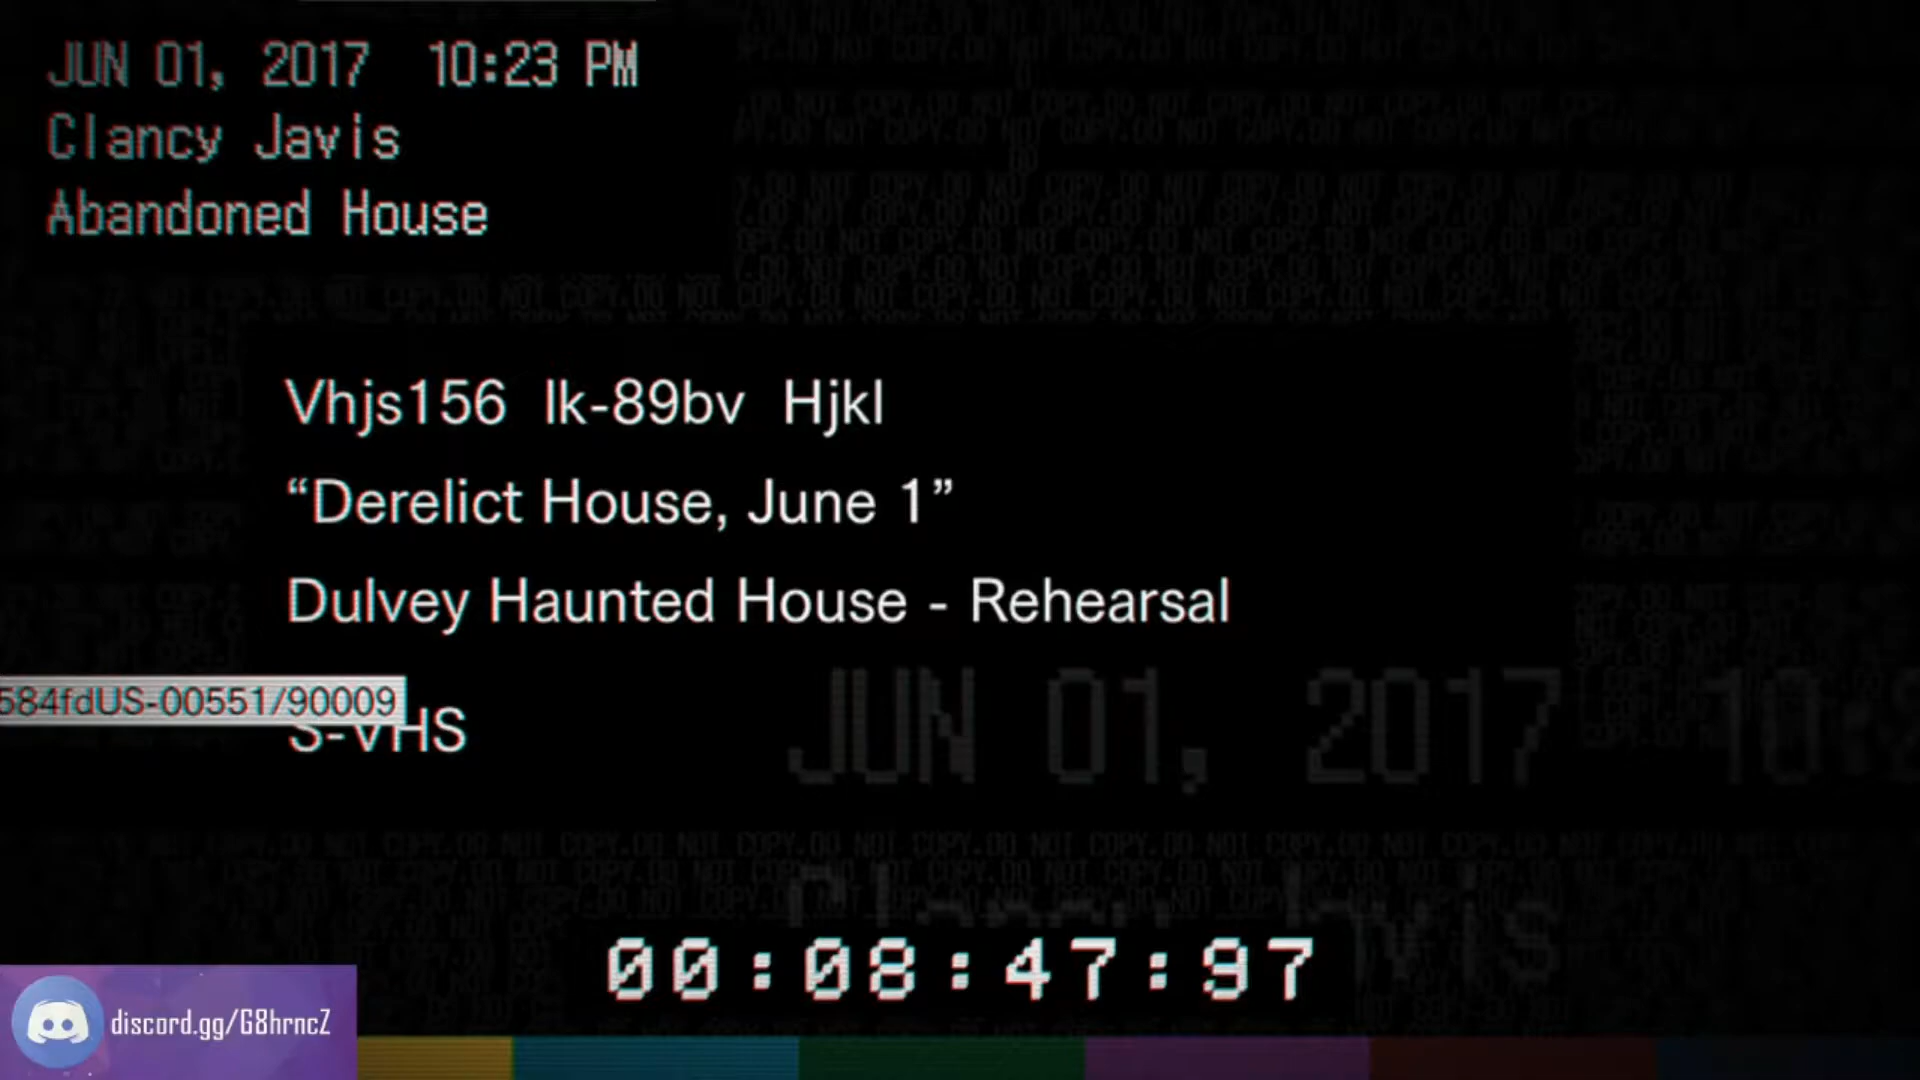 JUN 01, 2017 10:23 PM
Clancy Javis
Abandoned House
Vhjs156 lk-89bv Hjkl
“Derelict House, June 1”
Dulvey Haunted House - Rehearsal
584fdUS-00551/90009
S-VHS
JUN 01, 2017
00:08:47:97
discord.gg/G8hrncZ